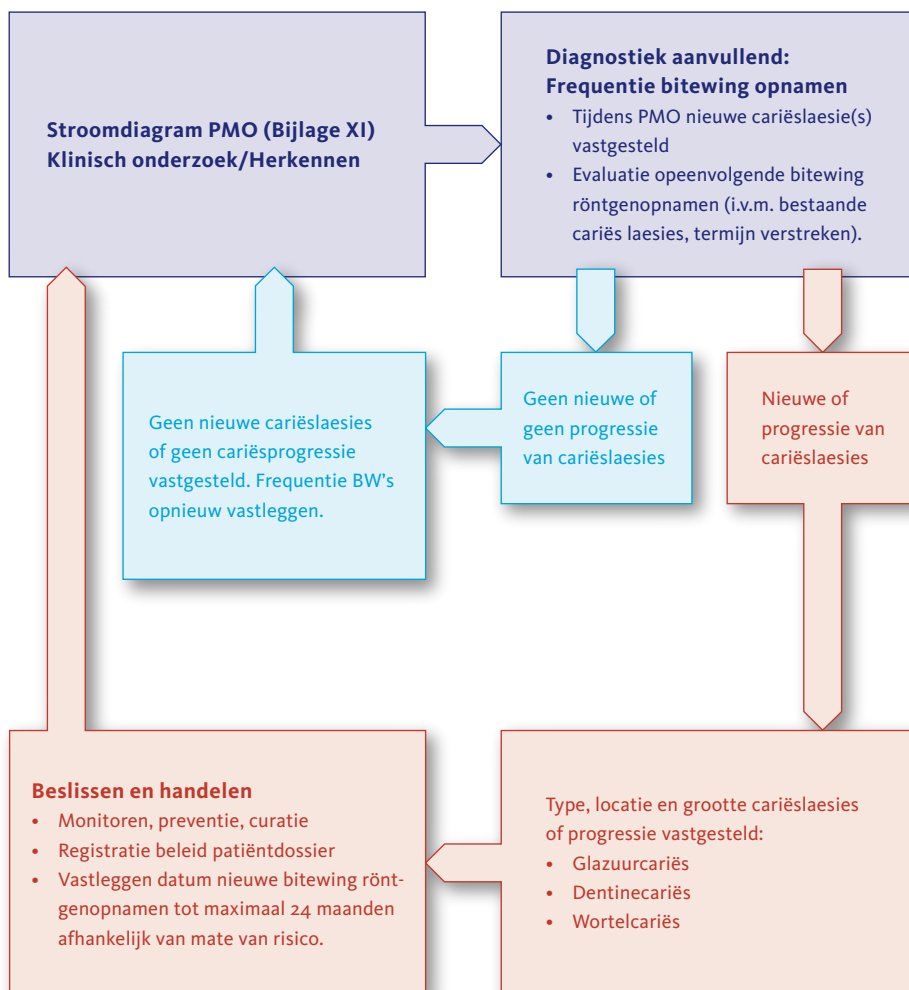 Stroomdiagram PMO (Bijlage XI)
Klinisch onderzoek/Herkennen
Diagnostiek aanvullend:
Frequentie bitewing opnamen
• Tijdens PMO nieuwe cariëslaesie(s)
vastgesteld
• Evaluatie opeenvolgende bitewing
röntgenopnamen (i.v.m. bestaande
cariës laesies, termijn verstreken).
Geen nieuwe cariëslaesies
of geen cariësprogressie
vastgesteld. Frequentie BW's
opnieuw vastleggen.
Geen nieuwe of
geen progressie
van cariëslaesies
Nieuwe of
progressie van
cariëslaesies
Beslissen en handelen
• Monitoren, preventie, curatie
• Registratie beleid patiëntdossier
• Vastleggen datum nieuwe bitewing rönt-
genopnamen tot maximaal 24 maanden
afhankelijk van mate van risico.
Type, locatie en grootte cariëslaesies
of progressie vastgesteld:
• Glazuurcariës
• Dentinecariës
• Wortelcariës